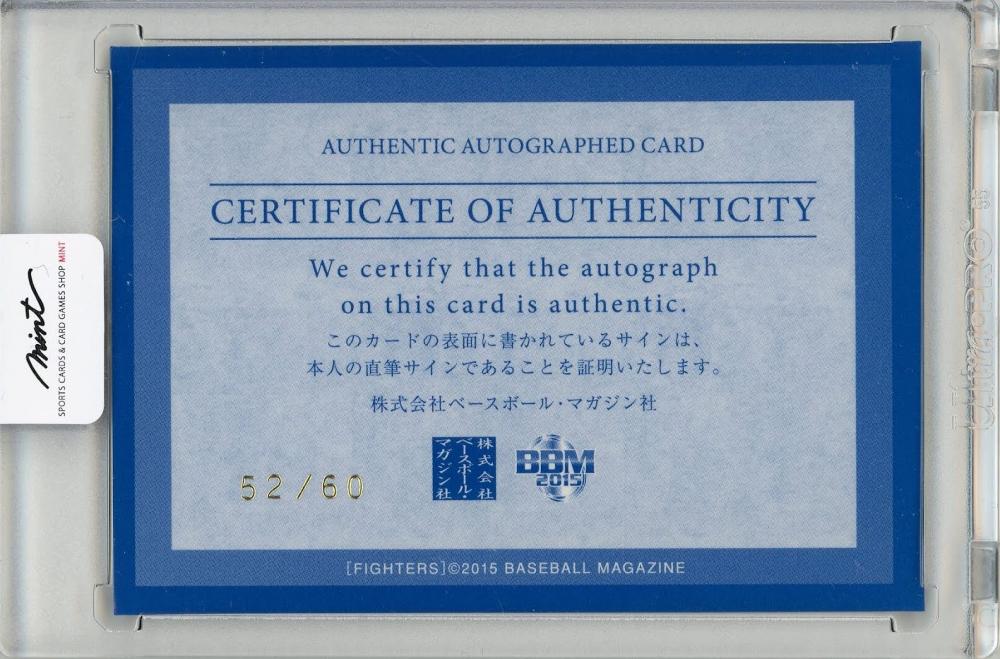 AUTHENTIC AUTOGRAPHED CARD
CERTIFICATE OF AUTHENTICITY
We certify that the autograph
on this card is authentic.
このカードの表面に書かれているサインは、
本人の直筆サインであることを証明いたします。
株式会社ベースボール・マガジン社
株式会社
ベースボール・
マガジン社
BBM
2015
52/60
[FIGHTERS]©2015 BASEBALL MAGAZINE
mint
SPORTS CARDS & CARD GAMES SHOP MINT